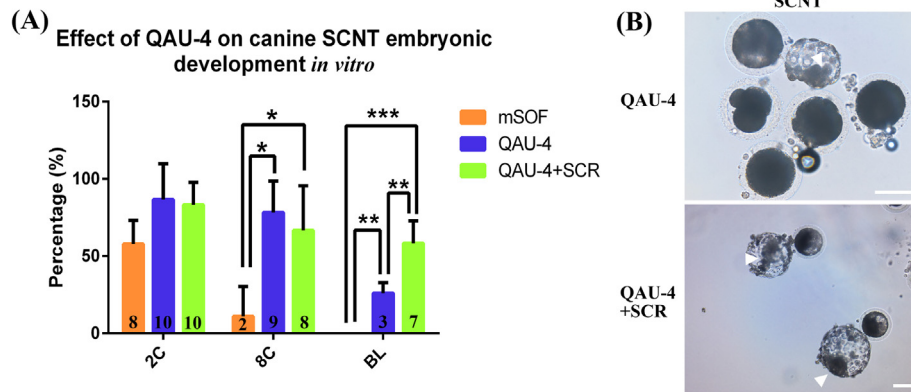 (A)
Effect of QAU-4 on canine SCNT embryonic
development in vitro
150
100
50
0
Percentage (%)
mSOF
QAU-4
QAU-4+SCR
*
*
***
**
**
8 10 10 2 9 8 3 7
2C 8C BL
(B)
SCNT
QAU-4
QAU-4
+SCR